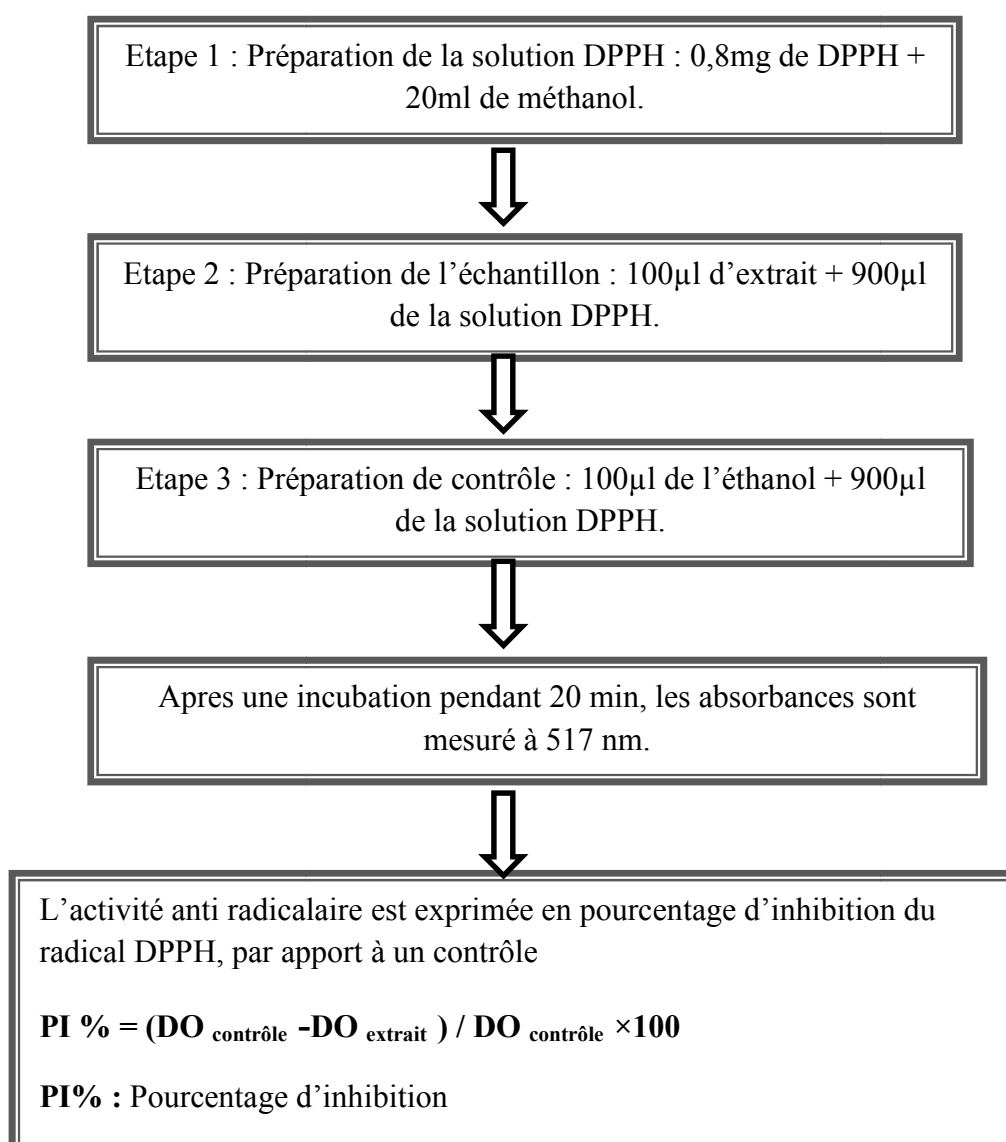 Etape 1 : Préparation de la solution DPPH : 0,8mg de DPPH +
20ml de méthanol.
Etape 2 : Préparation de l’échantillon : 100µl d’extrait + 900µl
de la solution DPPH.
Etape 3 : Préparation de contrôle : 100µl de l’éthanol + 900µl
de la solution DPPH.
Apres une incubation pendant 20 min, les absorbances sont
mesuré à 517 nm.
L’activité anti radicalaire est exprimée en pourcentage d’inhibition du
radical DPPH, par apport à un contrôle
PI % = (DO contrôle -DO extrait ) / DO contrôle ×100
PI% : Pourcentage d’inhibition